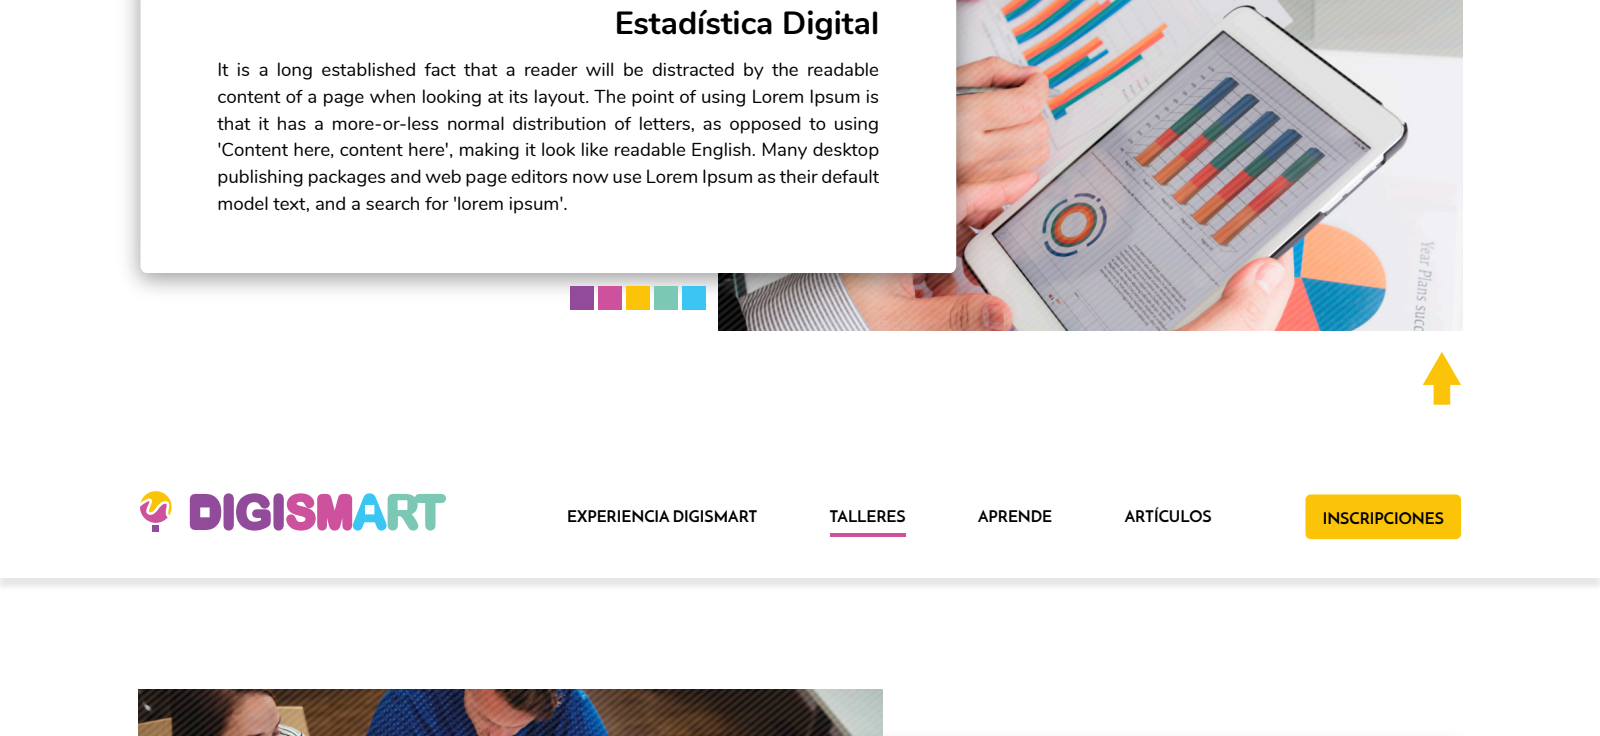 Estadística Digital
It is a long established fact that a reader will be distracted by the readable
content of a page when looking at its layout. The point of using Lorem Ipsum is
that it has a more-or-less normal distribution of letters, as opposed to using
'Content here, content here', making it look like readable English. Many desktop
publishing packages and web page editors now use Lorem Ipsum as their default
model text, and a search for 'lorem ipsum'.
Year Plans succ
DIGISMART
EXPERIENCIA DIGISMART
TALLERES
APRENDE
ARTÍCULOS
INSCRIPCIONES